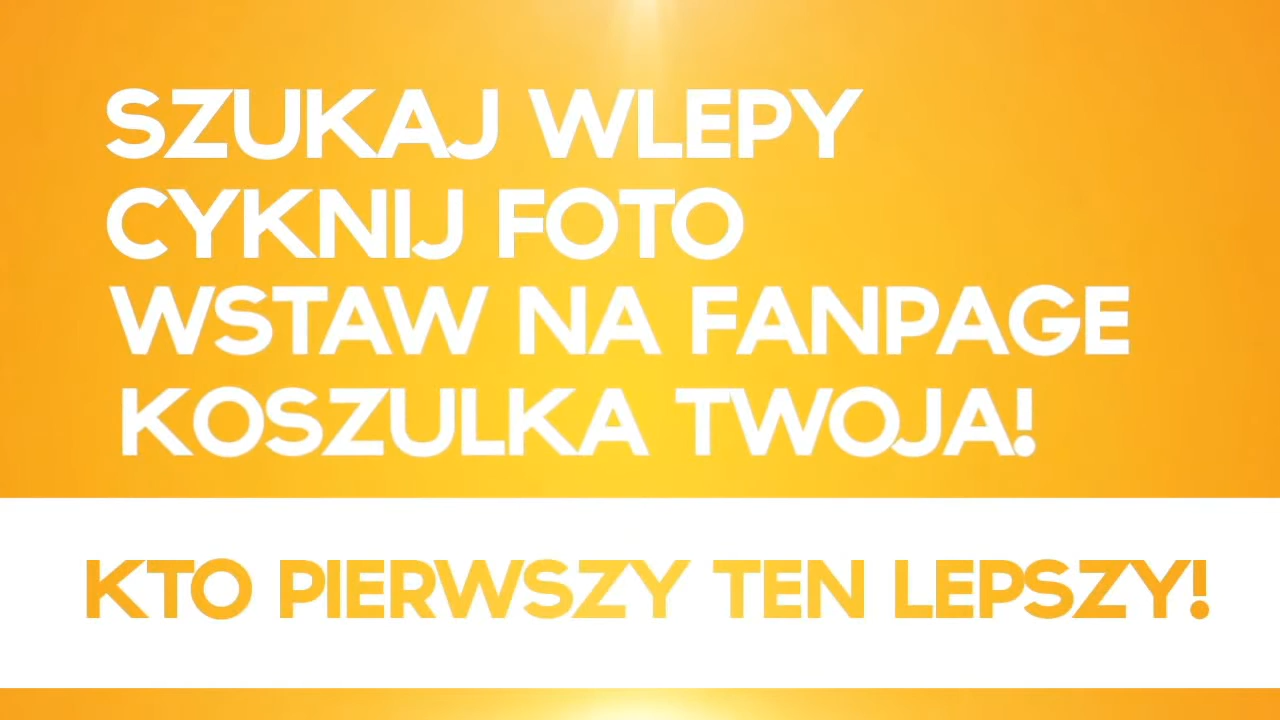 SZUKAJ WLEPY
CYKNIJ FOTO
WSTAW NA FANPAGE
KOSZULKA TWOJA!
KTO PIERWSZY TEN LEPSZY!